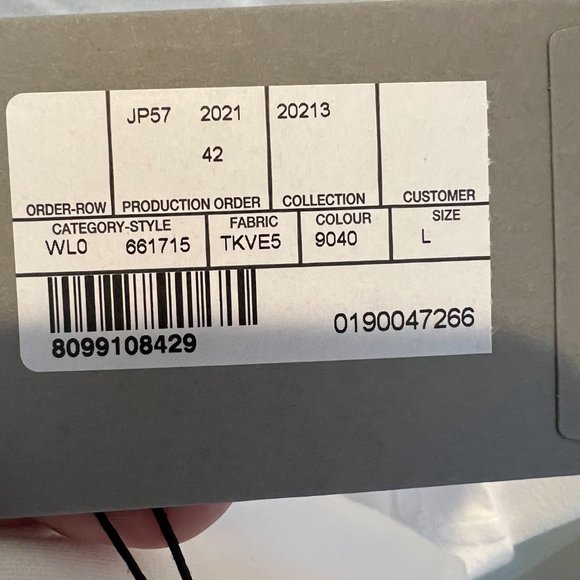 JP57 2021 20213
42
ORDER-ROW PRODUCTION ORDER COLLECTION CUSTOMER
CATEGORY-STYLE FABRIC COLOUR SIZE
WL0 661715 TKVE5 9040 L
8099108429 0190047266